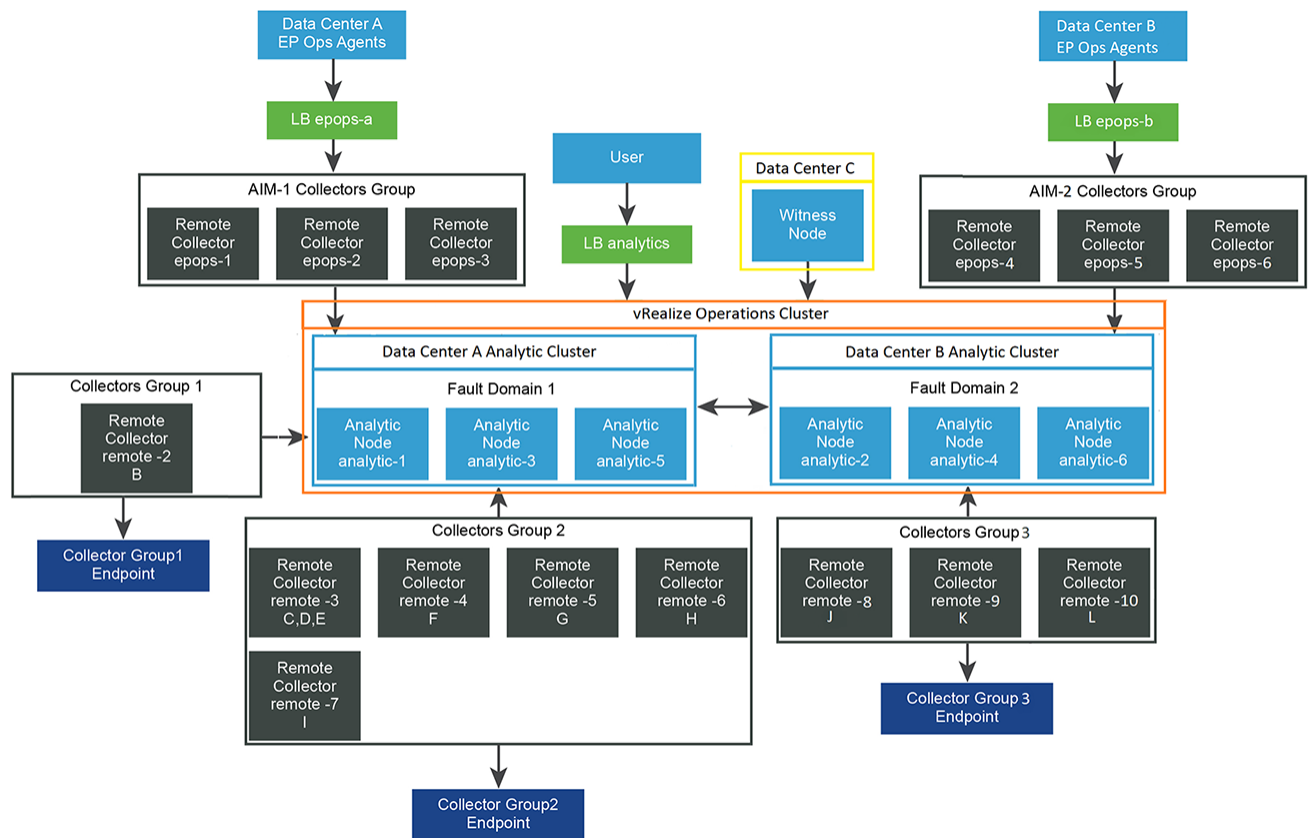 Data Center A
EP Ops Agents
Data Center B
EP Ops Agents
LB epops-a
LB epops-b
User
Data Center C
Witness
Node
LB analytics
AIM-1 Collectors Group
Remote
Collector
epops-1
Remote
Collector
epops-2
Remote
Collector
epops-3
AIM-2 Collectors Group
Remote
Collector
epops-4
Remote
Collector
epops-5
Remote
Collector
epops-6
vRealize Operations Cluster
Data Center A Analytic Cluster
Fault Domain 1
Analytic
Node
analytic-1
Analytic
Node
analytic-3
Analytic
Node
analytic-5
Data Center B Analytic Cluster
Fault Domain 2
Analytic
Node
analytic-2
Analytic
Node
analytic-4
Analytic
Node
analytic-6
Collectors Group 1
Remote
Collector
remote -2
B
Collector Group1
Endpoint
Collectors Group 2
Remote
Collector
remote -3
C,D,E
Remote
Collector
remote -4
F
Remote
Collector
remote -5
G
Remote
Collector
remote -6
H
Remote
Collector
remote -7
I
Collector Group2
Endpoint
Collectors Group 3
Remote
Collector
remote -8
J
Remote
Collector
remote -9
K
Remote
Collector
remote -10
L
Collector Group 3
Endpoint